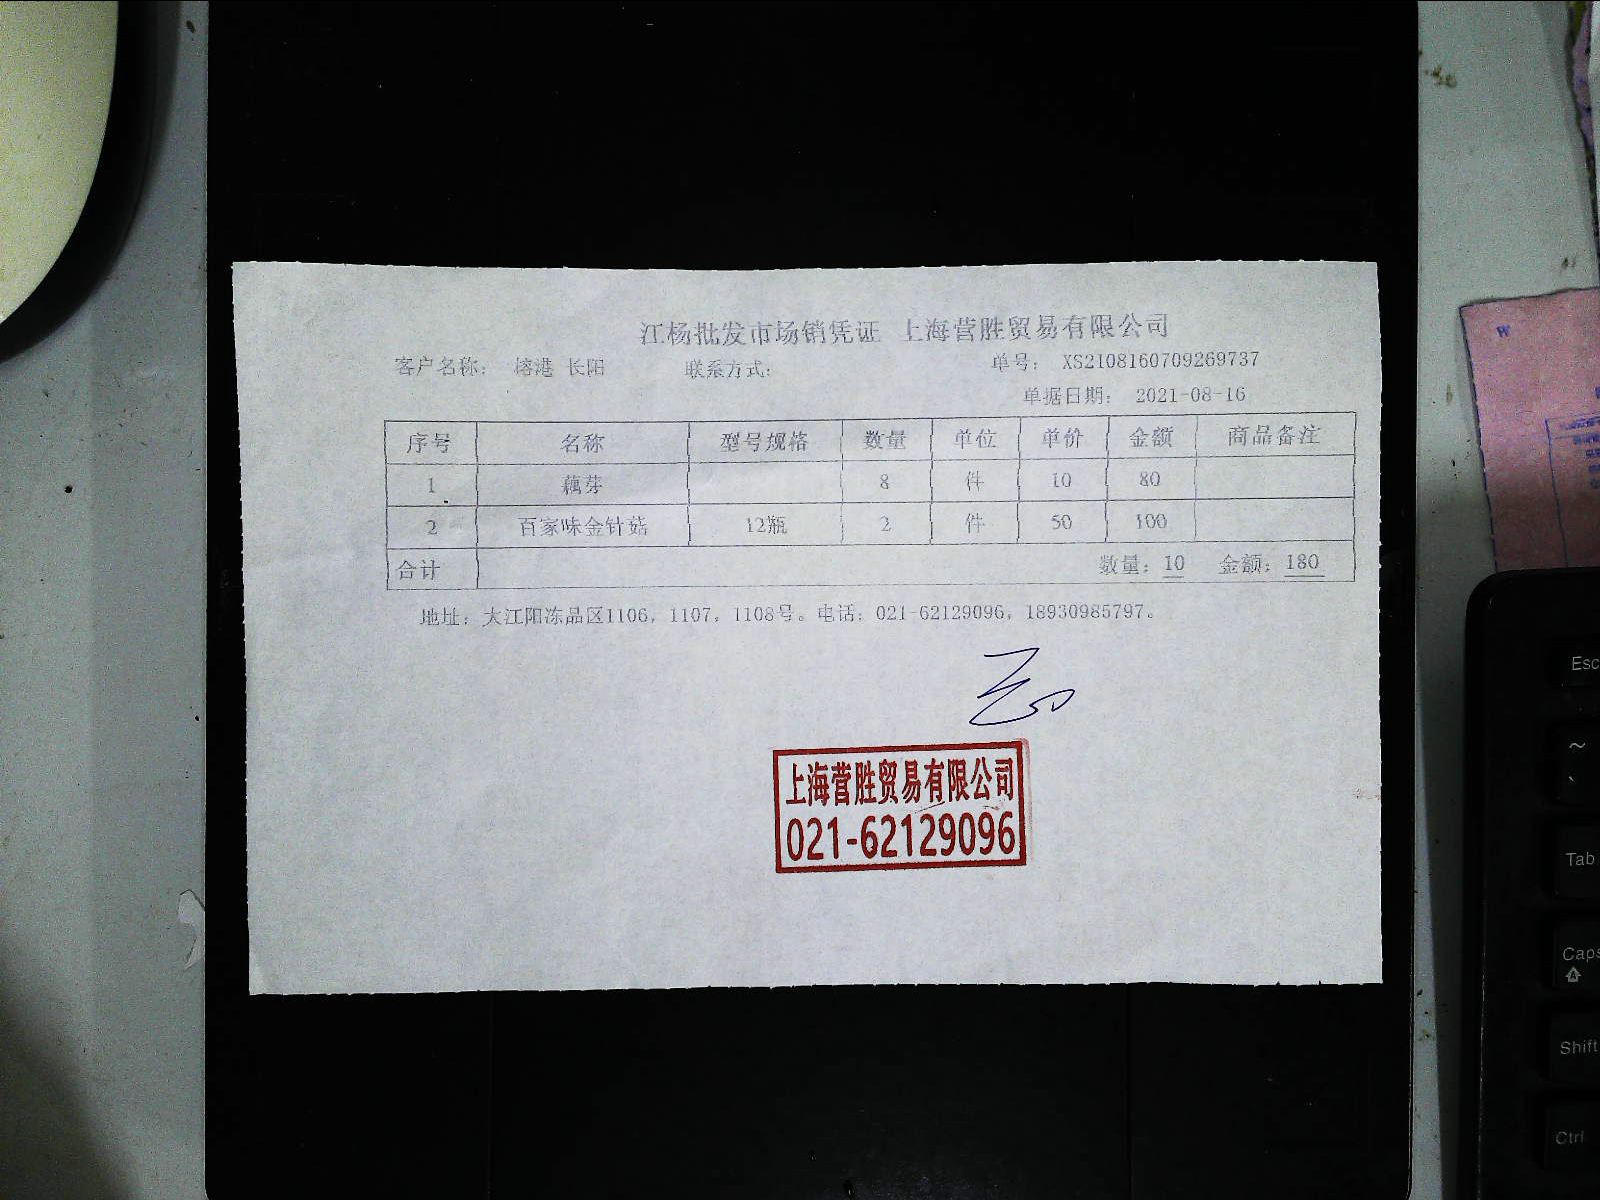 江杨批发市场销凭证 上海营胜贸易有限公司
客户名称: 榕港 长阳 联系方式: 单号: XS2108160709269737
单据日期: 2021-08-16
序号 名称 型号规格 数量 单位 单价 金额 商品备注
1 藕芽 8 件 10 80
2 百家味金针菇 12瓶 2 件 50 100
合计 数量: 10 金额: 180
地址: 大江阳冻品区1106, 1107, 1108号。电话: 021-62129096, 18930985797。
上海营胜贸易有限公司
021-62129096
W
Esc
~
`
Tab
Caps
Shift
Ctrl